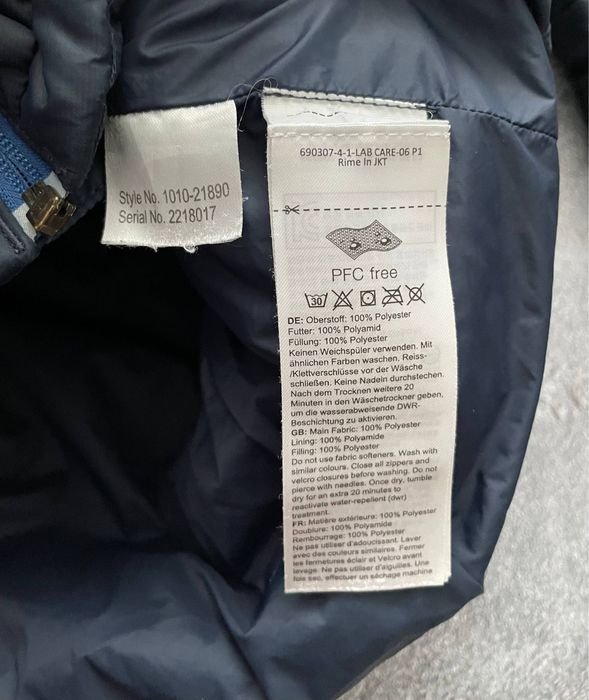 Style No. 1010-21890
Serial No. 2218017
690307-4-1-LAB CARE-06 P1
Rime In JKT
PFC free
30
DE: Oberstoff: 100% Polyester
Futter: 100% Polyamid
Füllung: 100% Polyester
Keinen Weichspüler verwenden. Mit
ähnlichen Farben waschen. Reiss-
/Klettverschlüsse vor der Wäsche
schließen. Keine Nadeln durchstechen.
Nach dem Trocknen weitere 20
Minuten in den Wäschetrockner geben,
um die wasserabweisende DWR-
Beschichtung zu aktivieren.
GB: Main Fabric: 100% Polyester
Lining: 100% Polyamide
Filling: 100% Polyester
Do not use fabric softeners. Wash with
similar colours. Close all zippers and
velcro closures before washing. Do not
pierce with needles. Once dry, tumble
dry for an extra 20 minutes to
reactivate water-repellent (dwr)
treatment.
FR: Matière extérieure: 100% Polyester
Doublure: 100% Polyamide
Rembourrage: 100% Polyester
Ne pas utiliser d'adoucissant. Laver
avec des couleurs similaires. Fermer
les fermetures éclair et Velcro avant
lavage. Ne pas utiliser d'aiguilles. Une
fois sec, effectuer un séchage machine